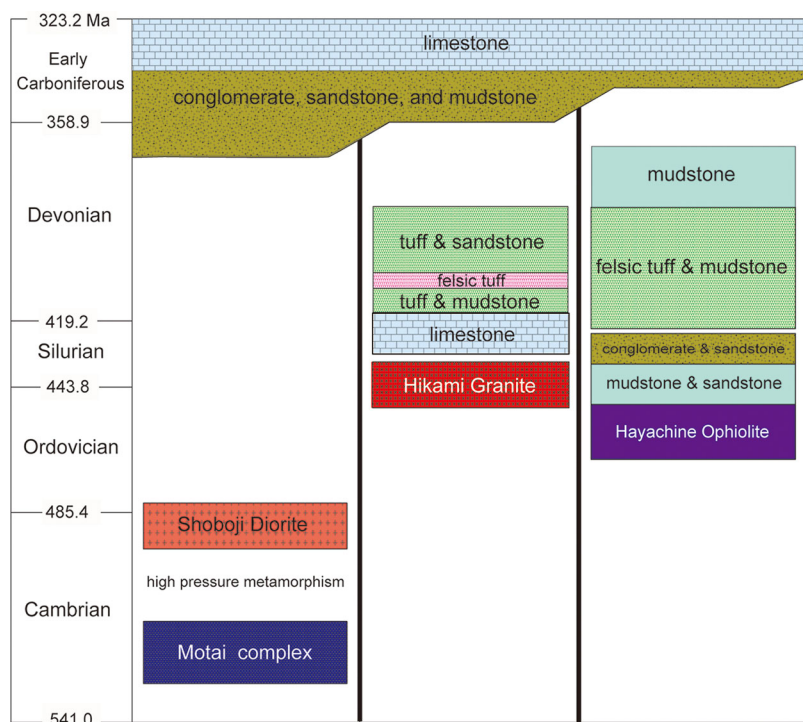 323.2 Ma
Early
Carboniferous
358.9
Devonian
419.2
Silurian
443.8
Ordovician
485.4
Cambrian
541.0
limestone
conglomerate, sandstone, and mudstone
Shoboji Diorite
high pressure metamorphism
Motai complex
tuff & sandstone
felsic tuff
tuff & mudstone
limestone
Hikami Granite
mudstone
felsic tuff & mudstone
conglomerate & sandstone
mudstone & sandstone
Hayachine Ophiolite